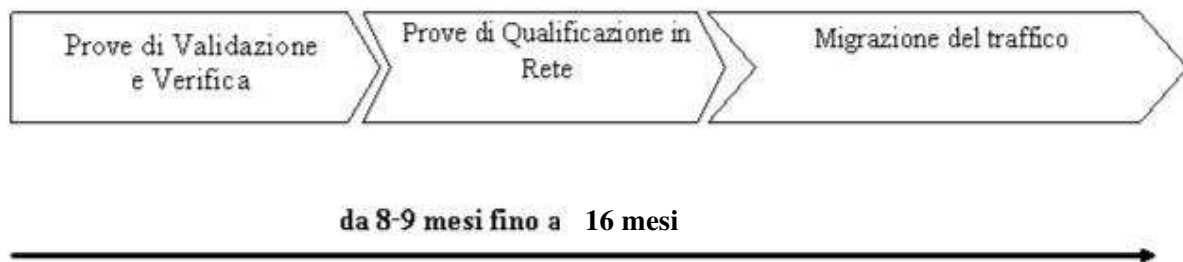 Prove di Validazione
e Verifica
Prove di Qualificazione in
Rete
Migrazione del traffico
da 8-9 mesi fino a 16 mesi